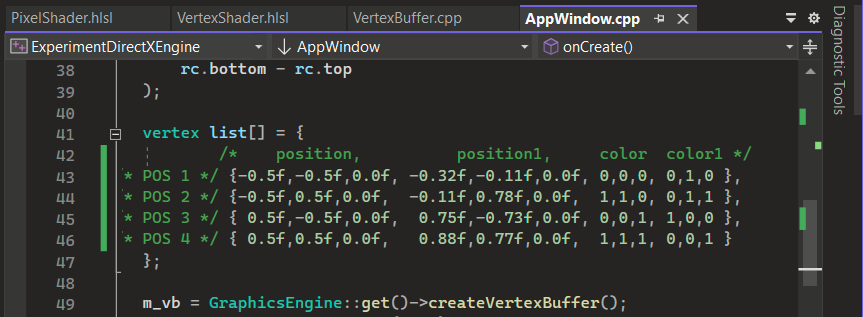 PixelShader.hlsl VertexShader.hlsl VertexBuffer.cpp AppWindow.cpp
ExperimentDirectXEngine AppWindow onCreate()
Diagnostic Tools
38 rc.bottom - rc.top
39 );
40
41 vertex list[] = {
42 /* position, position1, color color1 */
43 * POS 1 */ {-0.5f,-0.5f,0.0f, -0.32f,-0.11f,0.0f, 0,0,0, 0,1,0 },
44 * POS 2 */ {-0.5f,0.5f,0.0f, -0.11f,0.78f,0.0f, 1,1,0, 0,1,1 },
45 * POS 3 */ { 0.5f,-0.5f,0.0f, 0.75f,-0.73f,0.0f, 0,0,1, 1,0,0 },
46 * POS 4 */ { 0.5f,0.5f,0.0f, 0.88f,0.77f,0.0f, 1,1,1, 0,0,1 }
47 };
48
49 m_vb = GraphicsEngine::get()->createVertexBuffer();